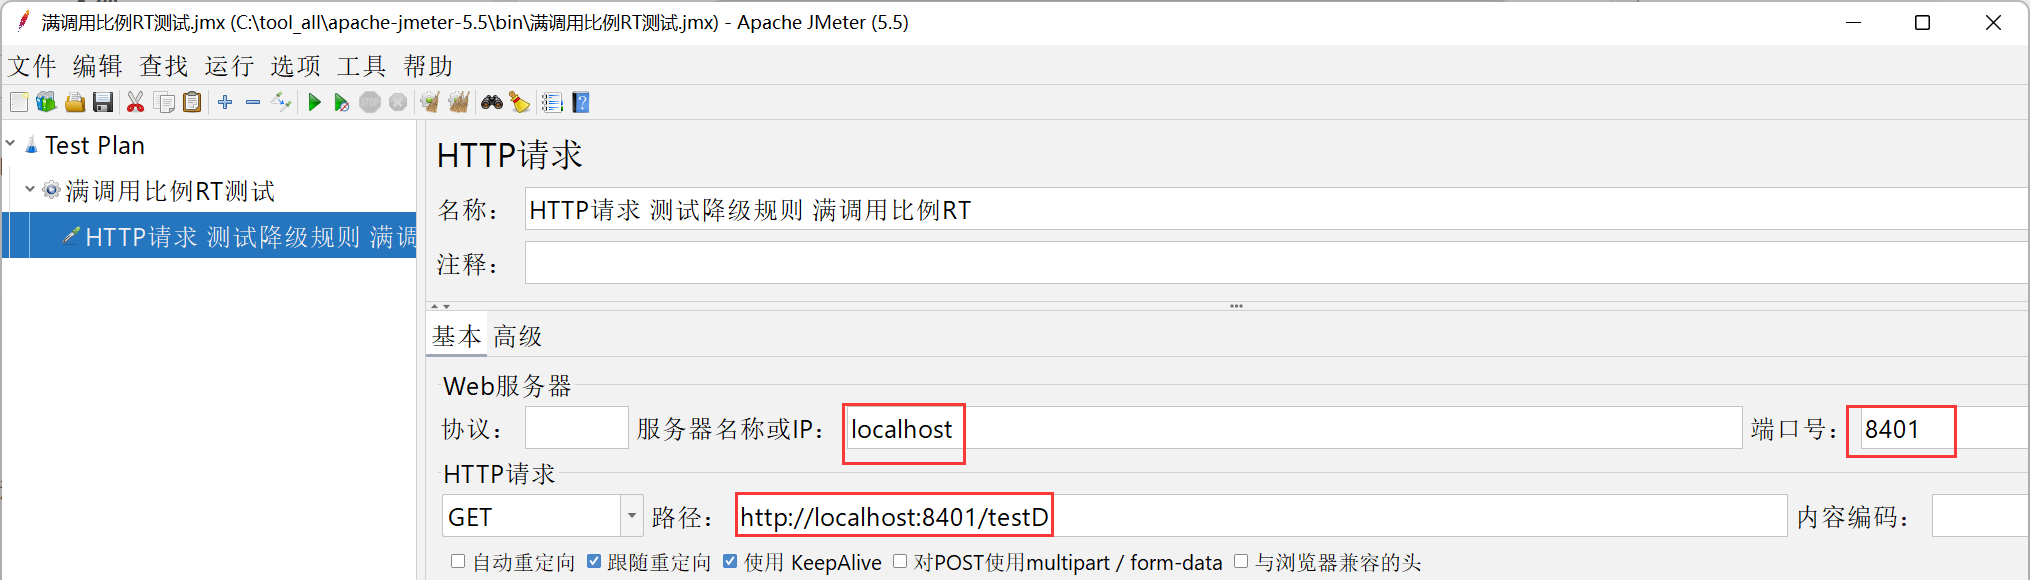 满调用比例RT测试.jmx (C:\tool_all\apache-jmeter-5.5\bin\满调用比例RT测试.jmx) - Apache JMeter (5.5)
文件 编辑 查找 运行 选项 工具 帮助
STOP
Test Plan
满调用比例RT测试
HTTP请求 测试降级规则 满调
HTTP请求
名称： HTTP请求 测试降级规则 满调用比例RT
注释：
基本 高级
Web服务器
协议： 服务器名称或IP： localhost 端口号： 8401
HTTP请求
GET 路径： http://localhost:8401/testD 内容编码：
自动重定向 跟随重定向 使用 KeepAlive 对POST使用multipart / form-data 与浏览器兼容的头